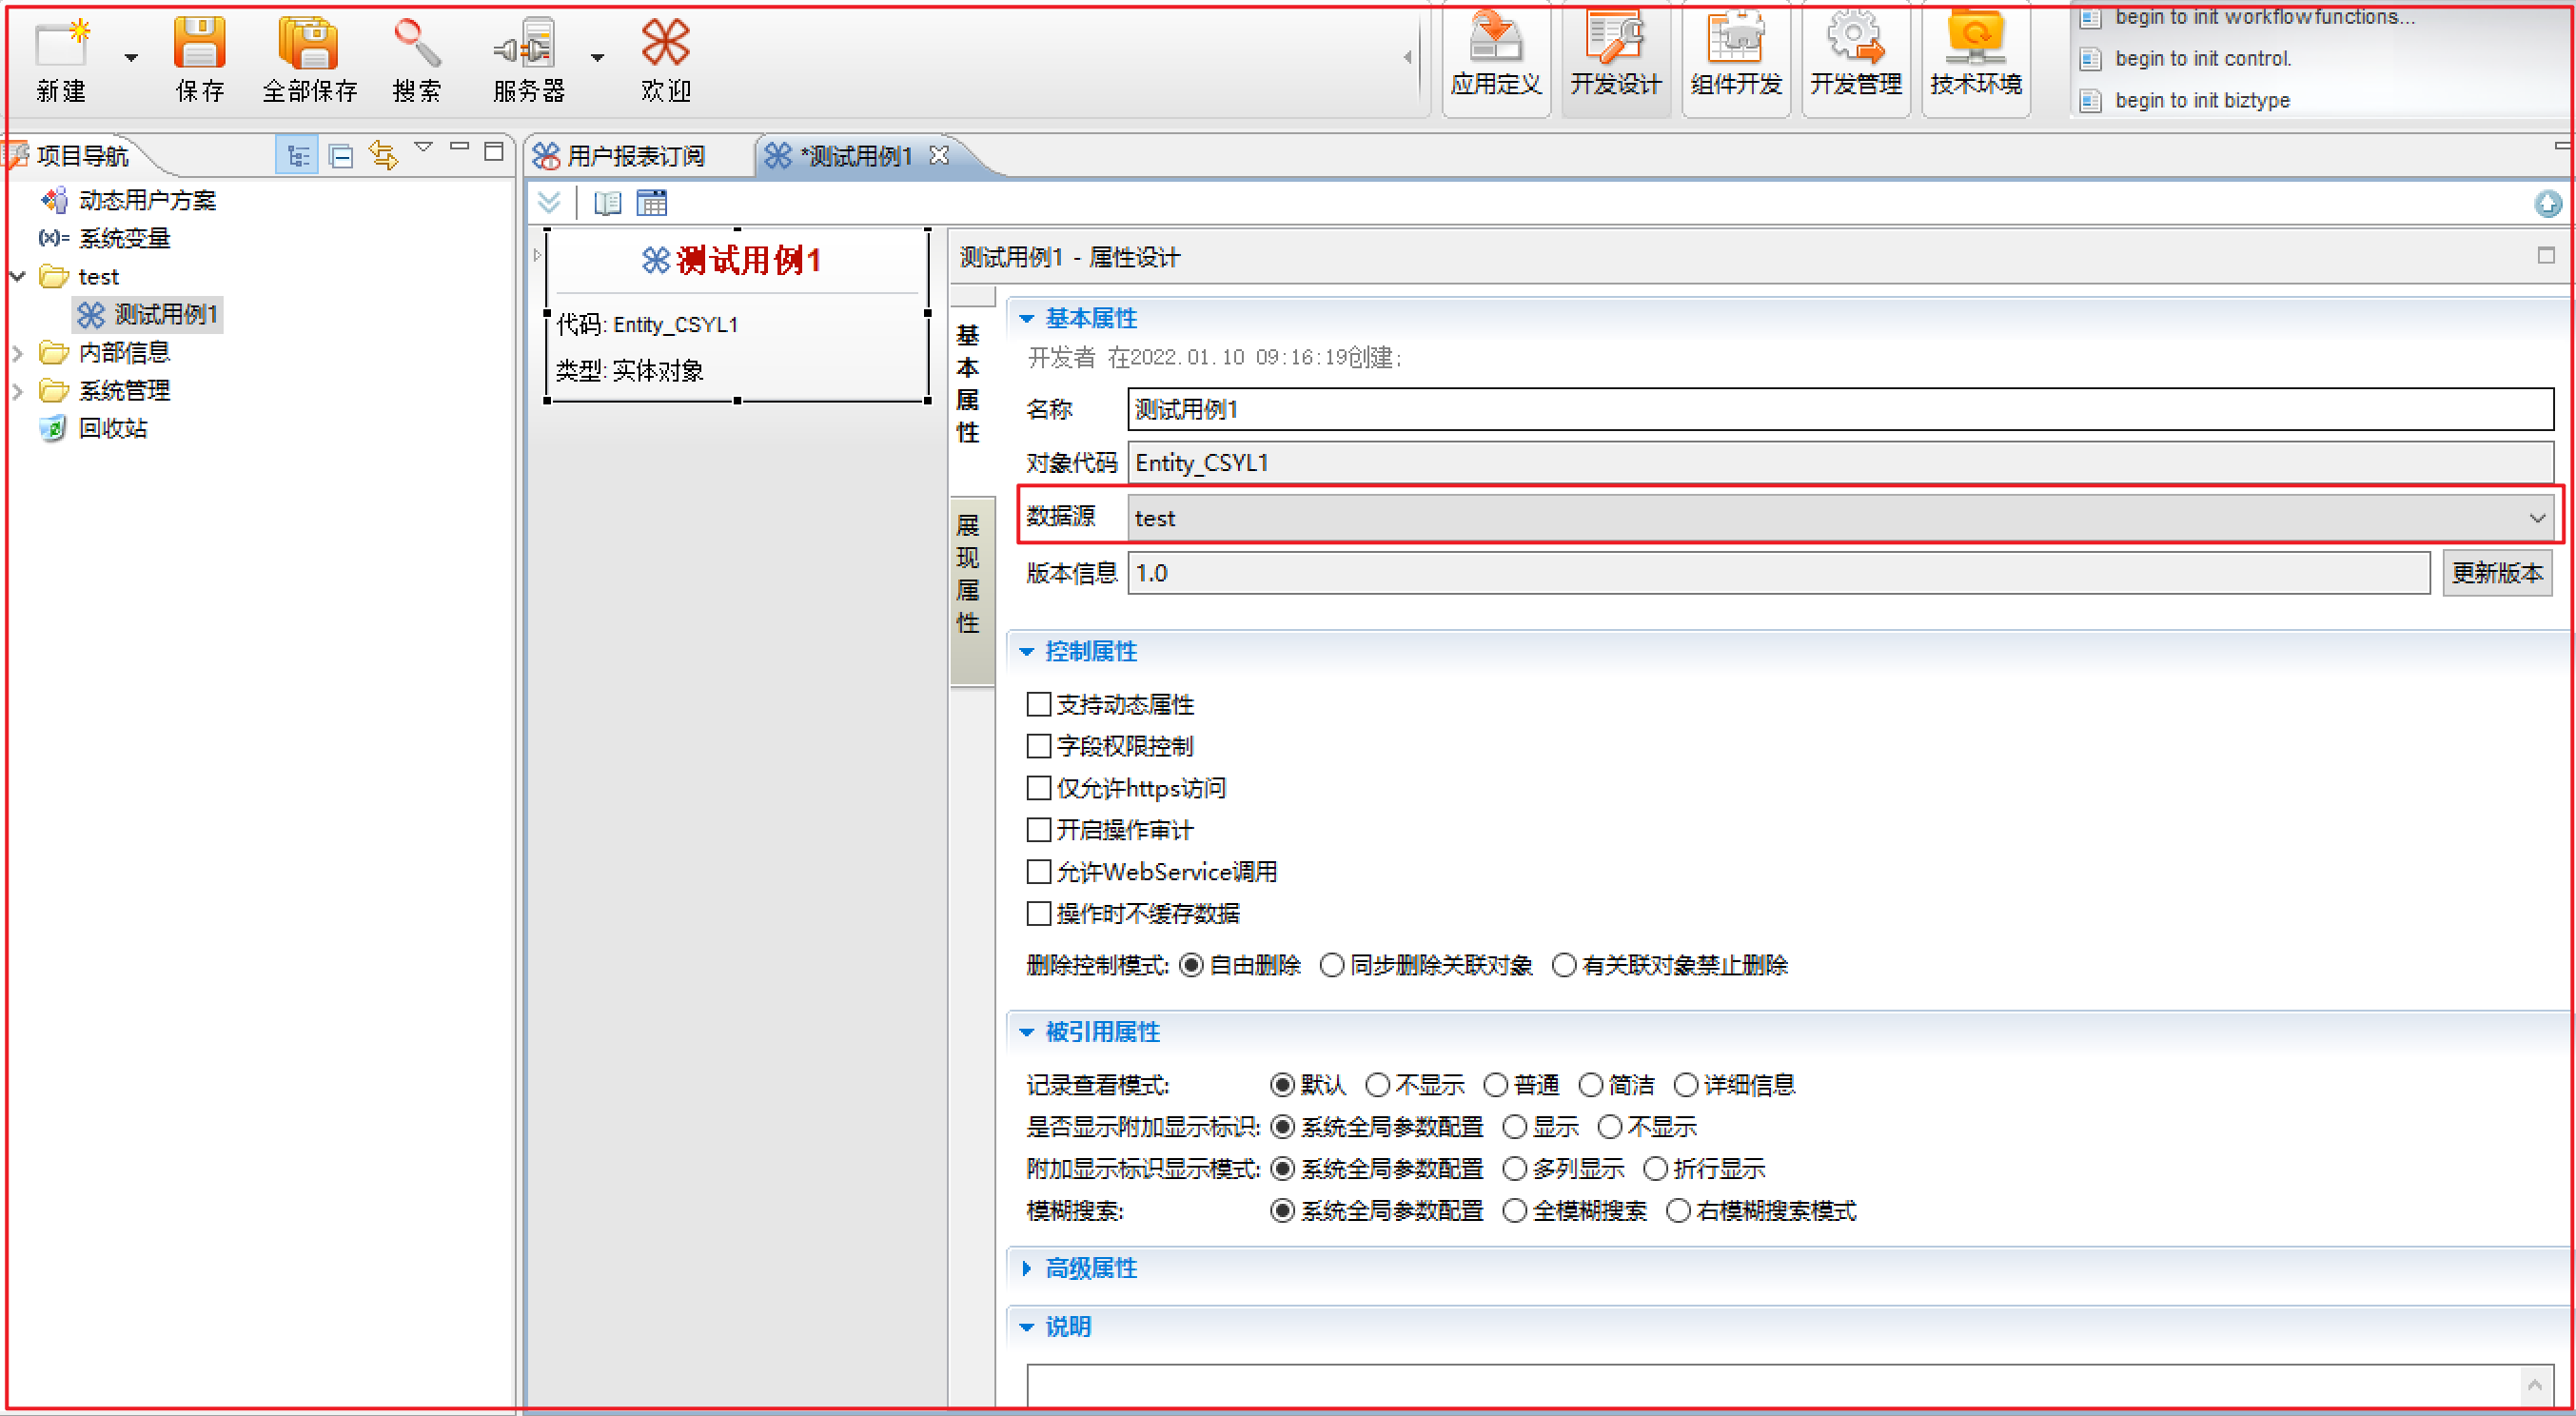 新建 保存 全部保存 搜索 服务器 欢迎
应用定义 开发设计 组件开发 开发管理 技术环境
begin to init workflowfunctions...
begin to init control.
begin to init biztype
项目导航
动态用户方案
(x)= 系统变量
test
测试用例1
内部信息
系统管理
回收站
用户报表订阅 *测试用例1
测试用例1
代码: Entity_CSYL1
类型: 实体对象
测试用例1 - 属性设计
基本属性
展现属性
基本属性
开发者 在2022.01.10 09:16:19创建;
名称 测试用例1
对象代码 Entity_CSYL1
数据源 test
版本信息 1.0 更新版本
控制属性
支持动态属性
字段权限控制
仅允许https访问
开启操作审计
允许WebService调用
操作时不缓存数据
删除控制模式: 自由删除 同步删除关联对象 有关联对象禁止删除
被引用属性
记录查看模式: 默认 不显示 普通 简洁 详细信息
是否显示附加显示标识: 系统全局参数配置 显示 不显示
附加显示标识显示模式: 系统全局参数配置 多列显示 折行显示
模糊搜索: 系统全局参数配置 全模糊搜索 右模糊搜索模式
高级属性
说明